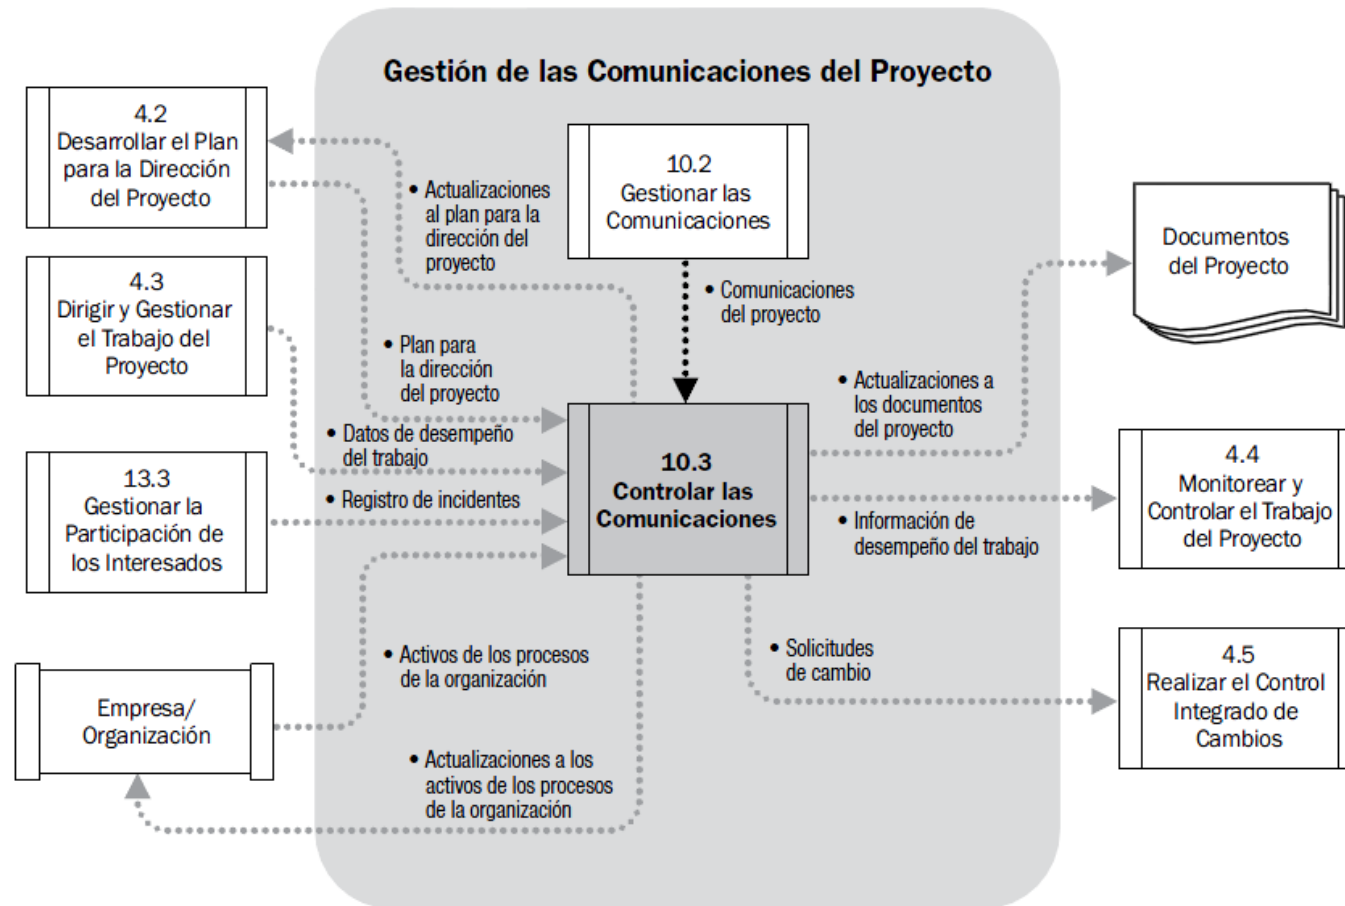 Gestión de las Comunicaciones del Proyecto
4.2
Desarrollar el Plan
para la Dirección
del Proyecto
10.2
Gestionar las
Comunicaciones
• Actualizaciones
al plan para la
dirección del
proyecto
Documentos
del Proyecto
4.3
Dirigir y Gestionar
el Trabajo del
Proyecto
• Comunicaciones
del proyecto
• Plan para
la dirección
del proyecto
• Actualizaciones a
los documentos
del proyecto
• Datos de desempeño
del trabajo
10.3
Controlar las
Comunicaciones
4.4
Monitorear y
Controlar el Trabajo
del Proyecto
13.3
Gestionar la
Participación de
los Interesados
• Registro de incidentes
• Información de
desempeño del trabajo
• Activos de los procesos
de la organización
• Solicitudes
de cambio
4.5
Realizar el Control
Integrado de
Cambios
Empresa/
Organización
• Actualizaciones a los
activos de los procesos
de la organización